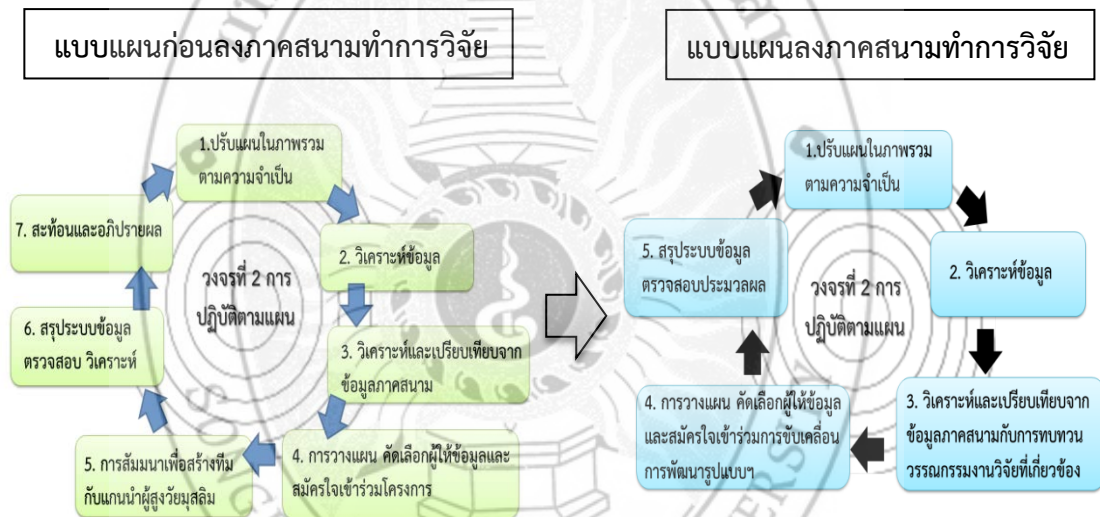 แบบแผนก่อนลงภาคสนามทำการวิจัย
1.ปรับแผนในภาพรวม
ตามความจำเป็น
2. วิเคราะห์ข้อมูล
3. วิเคราะห์และเปรียบเทียบจาก
ข้อมูลภาคสนาม
4. การวางแผน คัดเลือกผู้ให้ข้อมูลและ
สมัครใจเข้าร่วมโครงการ
5. การสัมมนาเพื่อสร้างทีม
กับแกนนำผู้สูงวัยมุสลิม
6. สรุประบบข้อมูล
ตรวจสอบ วิเคราะห์
7. สะท้อนและอภิปรายผล
วงจรที่ 2 การ
ปฏิบัติตามแผน
แบบแผนลงภาคสนามทำการวิจัย
1.ปรับแผนในภาพรวม
ตามความจำเป็น
2. วิเคราะห์ข้อมูล
3. วิเคราะห์และเปรียบเทียบจาก
ข้อมูลภาคสนามกับการทบทวน
วรรณกรรมงานวิจัยที่เกี่ยวข้อง
4. การวางแผน คัดเลือกผู้ให้ข้อมูล
และสมัครใจเข้าร่วมการขับเคลื่อน
การพัฒนารูปแบบฯ
5. สรุประบบข้อมูล
ตรวจสอบประมวลผล
วงจรที่ 2 การ
ปฏิบัติตามแผน